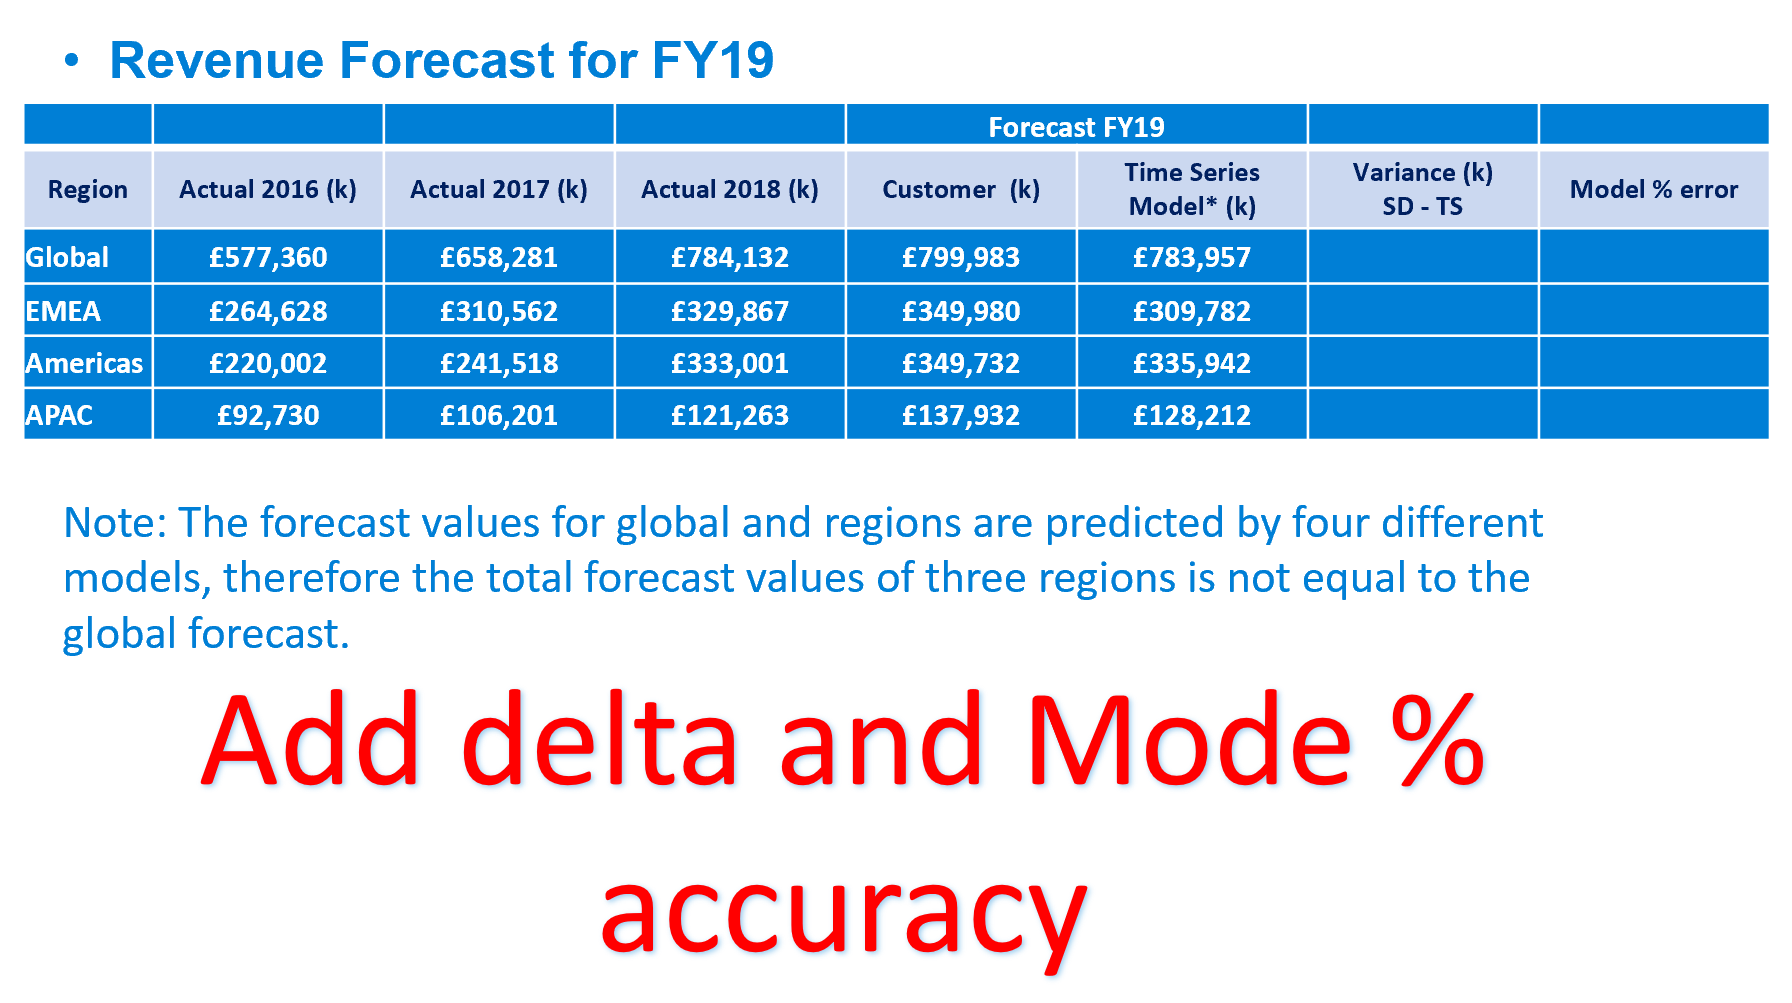 • Revenue Forecast for FY19
Forecast FY19
Region Actual 2016 (k) Actual 2017 (k) Actual 2018 (k) Customer (k) Time Series Model* (k) Variance (k) SD - TS Model % error
Global £577,360 £658,281 £784,132 £799,983 £783,957
EMEA £264,628 £310,562 £329,867 £349,980 £309,782
Americas £220,002 £241,518 £333,001 £349,732 £335,942
APAC £92,730 £106,201 £121,263 £137,932 £128,212
Note: The forecast values for global and regions are predicted by four different
models, therefore the total forecast values of three regions is not equal to the
global forecast.
Add delta and Mode %
accuracy